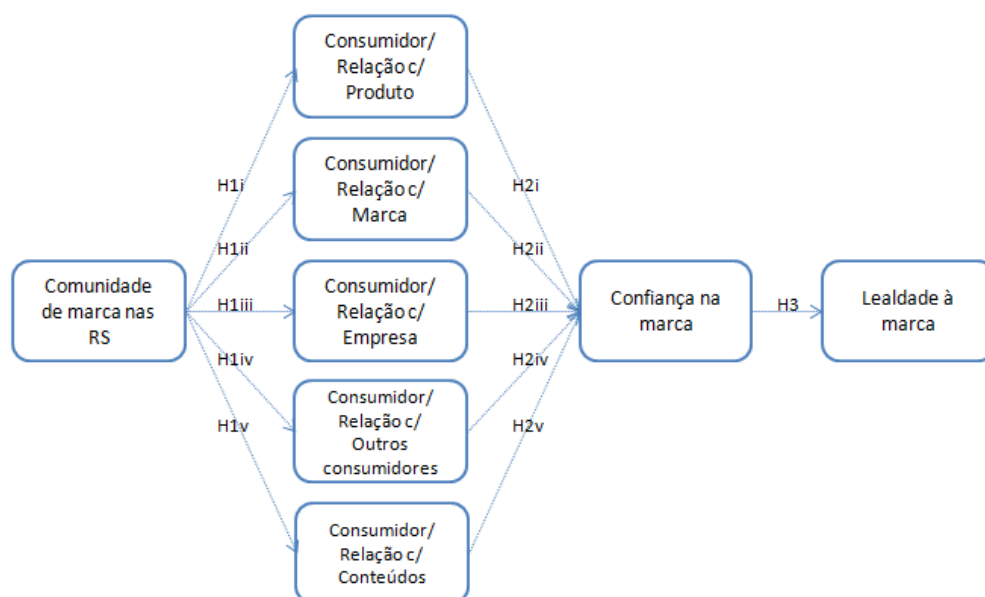 Consumidor/
Relação c/
Produto
Consumidor/
Relação c/
Marca
H1i
H2i
H1ii
H2ii
Comunidade
de marca nas
RS
H1iii
Consumidor/
Relação c/
Empresa
H2iii
Confiança na
marca
H3
Lealdade à
marca
H1iv
H2iv
Consumidor/
Relação c/
Outros
consumidores
H1v
H2v
Consumidor/
Relação c/
Conteúdos